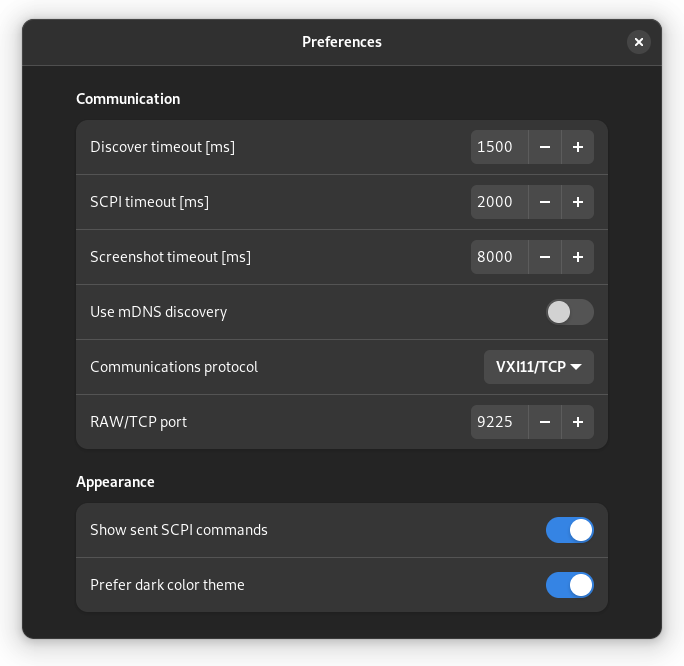 Preferences
Communication
Discover timeout [ms] 1500
SCPI timeout [ms] 2000
Screenshot timeout [ms] 8000
Use mDNS discovery
Communications protocol VXI11/TCP
RAW/TCP port 9225
Appearance
Show sent SCPI commands
Prefer dark color theme